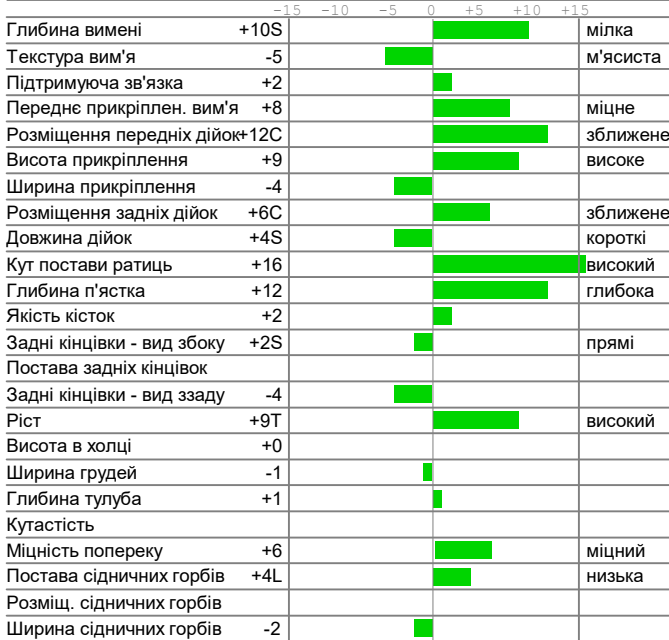 -15 -10 -5 0 +5 +10 +15
Глибина вимені +10S мілка
Текстура вим'я -5 м'ясиста
Підтримуюча зв'язка +2
Переднє прикріплен. вим'я +8 міцне
Розміщення передніх дійок+12C зближене
Висота прикріплення +9 високе
Ширина прикріплення -4
Розміщення задніх дійок +6C зближене
Довжина дійок +4S короткі
Кут постави ратиць +16 високий
Глибина п'ястка +12 глибока
Якість кісток +2
Задні кінцівки - вид збоку +2S прямі
Постава задніх кінцівок
Задні кінцівки - вид ззаду -4
Ріст +9T високий
Висота в холці +0
Ширина грудей -1
Глибина тулуба +1
Кутастість
Міцність попереку +6 міцний
Постава сідничних горбів +4L низька
Розміщ. сідничних горбів
Ширина сідничних горбів -2